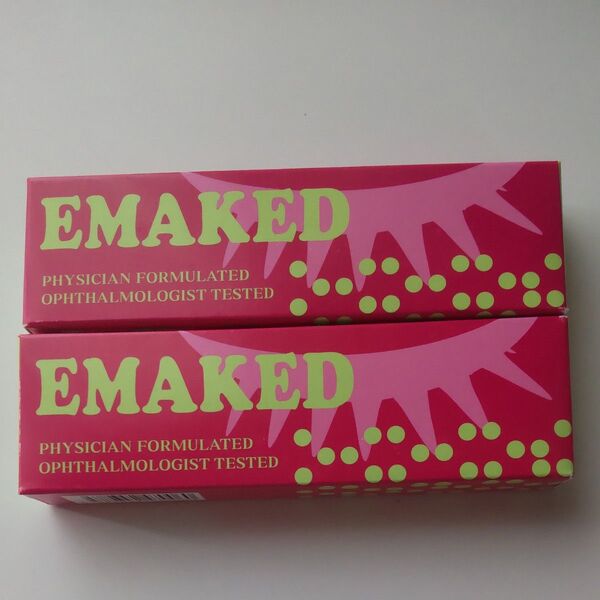 EMAKED
PHYSICIAN FORMULATED
OPHTHALMOLOGIST TESTED
EMAKED
PHYSICIAN FORMULATED
OPHTHALMOLOGIST TESTED